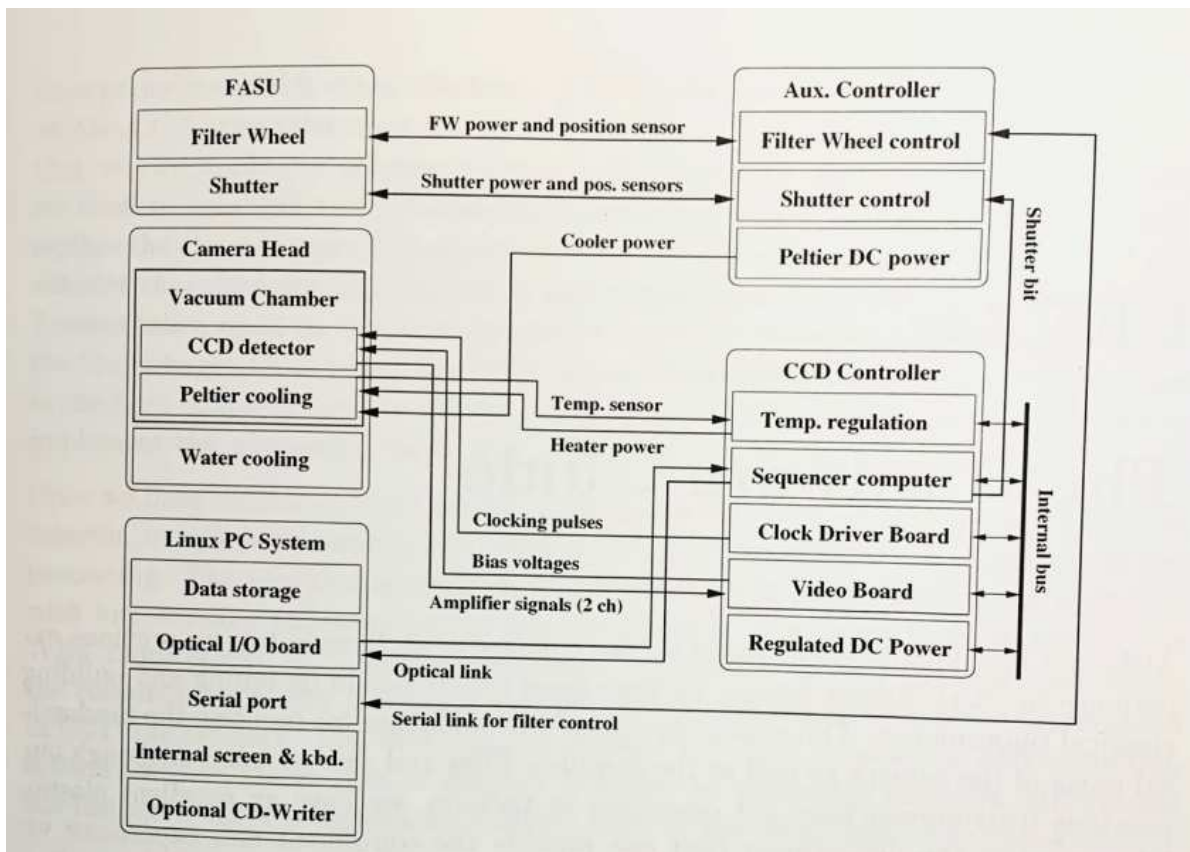 FASU
Filter Wheel
Shutter
Camera Head
Vacuum Chamber
CCD detector
Peltier cooling
Water cooling
Linux PC System
Data storage
Optical I/O board
Serial port
Internal screen & kbd.
Optional CD-Writer
FW power and position sensor
Shutter power and pos. sensors
Cooler power
Temp. sensor
Heater power
Clocking pulses
Bias voltages
Amplifier signals (2 ch)
Optical link
Serial link for filter control
Aux. Controller
Filter Wheel control
Shutter control
Peltier DC power
CCD Controller
Temp. regulation
Sequencer computer
Clock Driver Board
Video Board
Regulated DC Power
Shutter bit
Internal bus